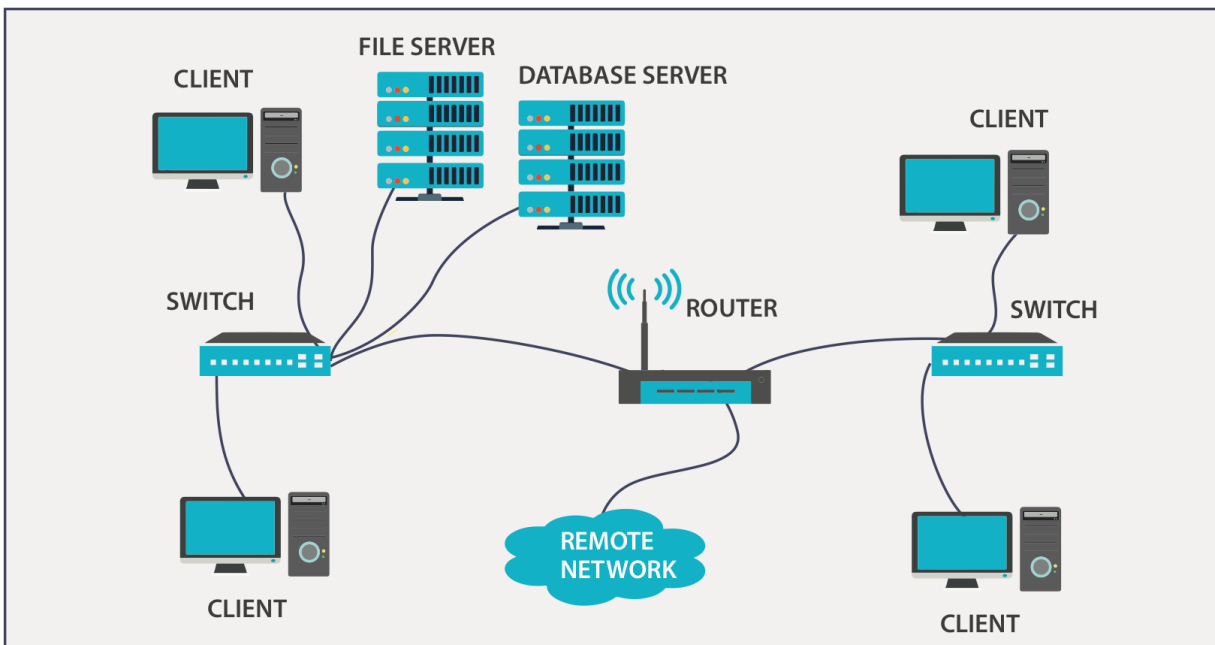 FILE SERVER
CLIENT
DATABASE SERVER
CLIENT
SWITCH
ROUTER
SWITCH
REMOTE
NETWORK
CLIENT
CLIENT